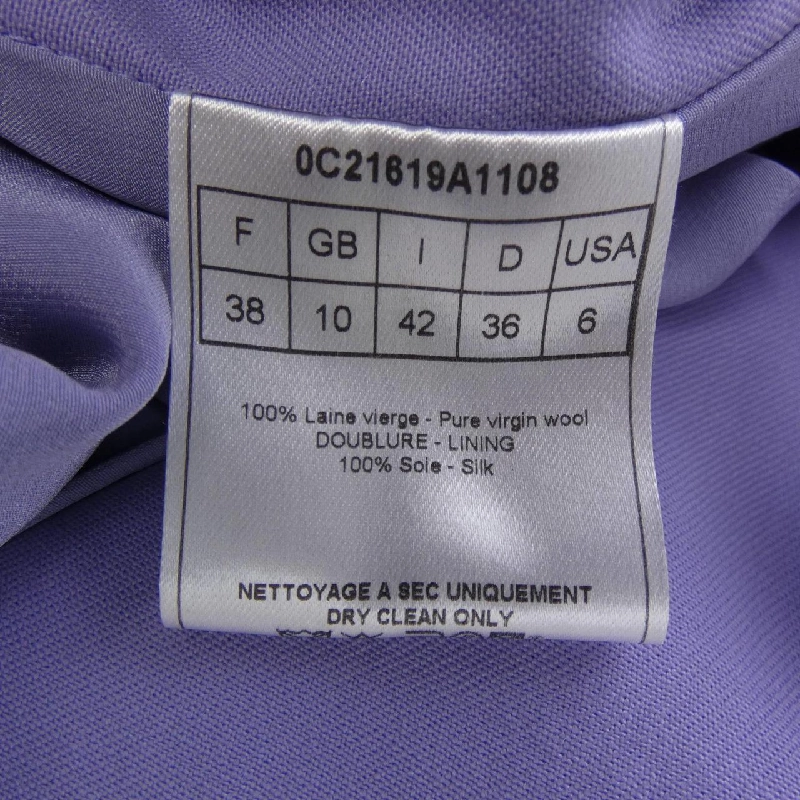 0C21619A1108
F GB I D USA
38 10 42 36 6
100% Laine vierge - Pure virgin wool
DOUBLURE - LINING
100% Soie - Silk
NETTOYAGE A SEC UNIQUEMENT
DRY CLEAN ONLY